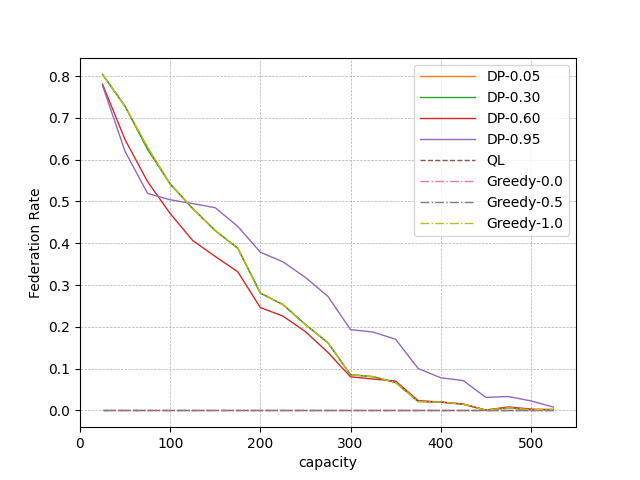 Federation Rate
0.8
0.7
0.6
0.5
0.4
0.3
0.2
0.1
0.0
DP-0.05
DP-0.30
DP-0.60
DP-0.95
QL
Greedy-0.0
Greedy-0.5
Greedy-1.0
0 100 200 300 400 500
capacity